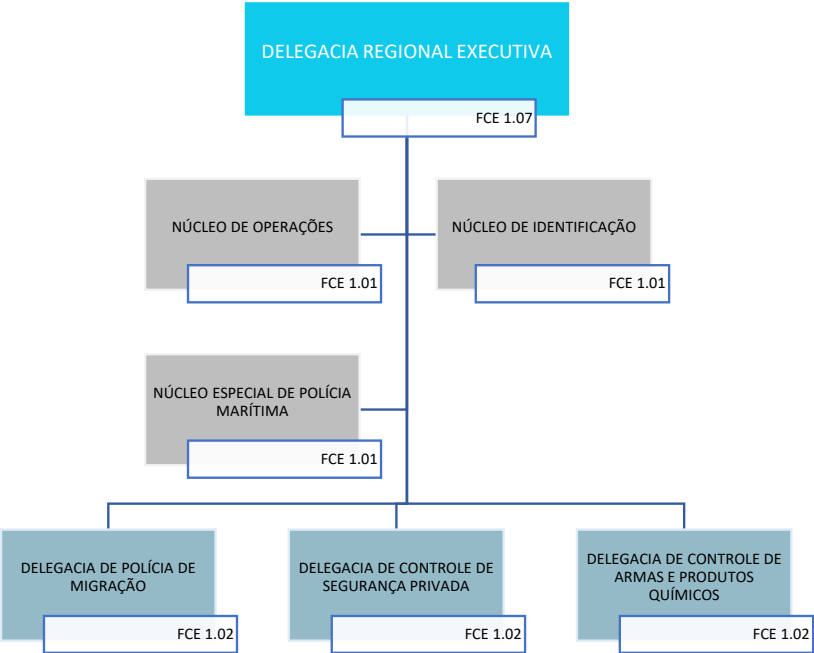 DELEGACIA REGIONAL EXECUTIVA
FCE 1.07
NÚCLEO DE OPERAÇÕES
FCE 1.01
NÚCLEO DE IDENTIFICAÇÃO
FCE 1.01
NÚCLEO ESPECIAL DE POLÍCIA
MARÍTIMA
FCE 1.01
DELEGACIA DE POLÍCIA DE
MIGRAÇÃO
FCE 1.02
DELEGACIA DE CONTROLE DE
SEGURANÇA PRIVADA
FCE 1.02
DELEGACIA DE CONTROLE DE
ARMAS E PRODUTOS
QUÍMICOS
FCE 1.02